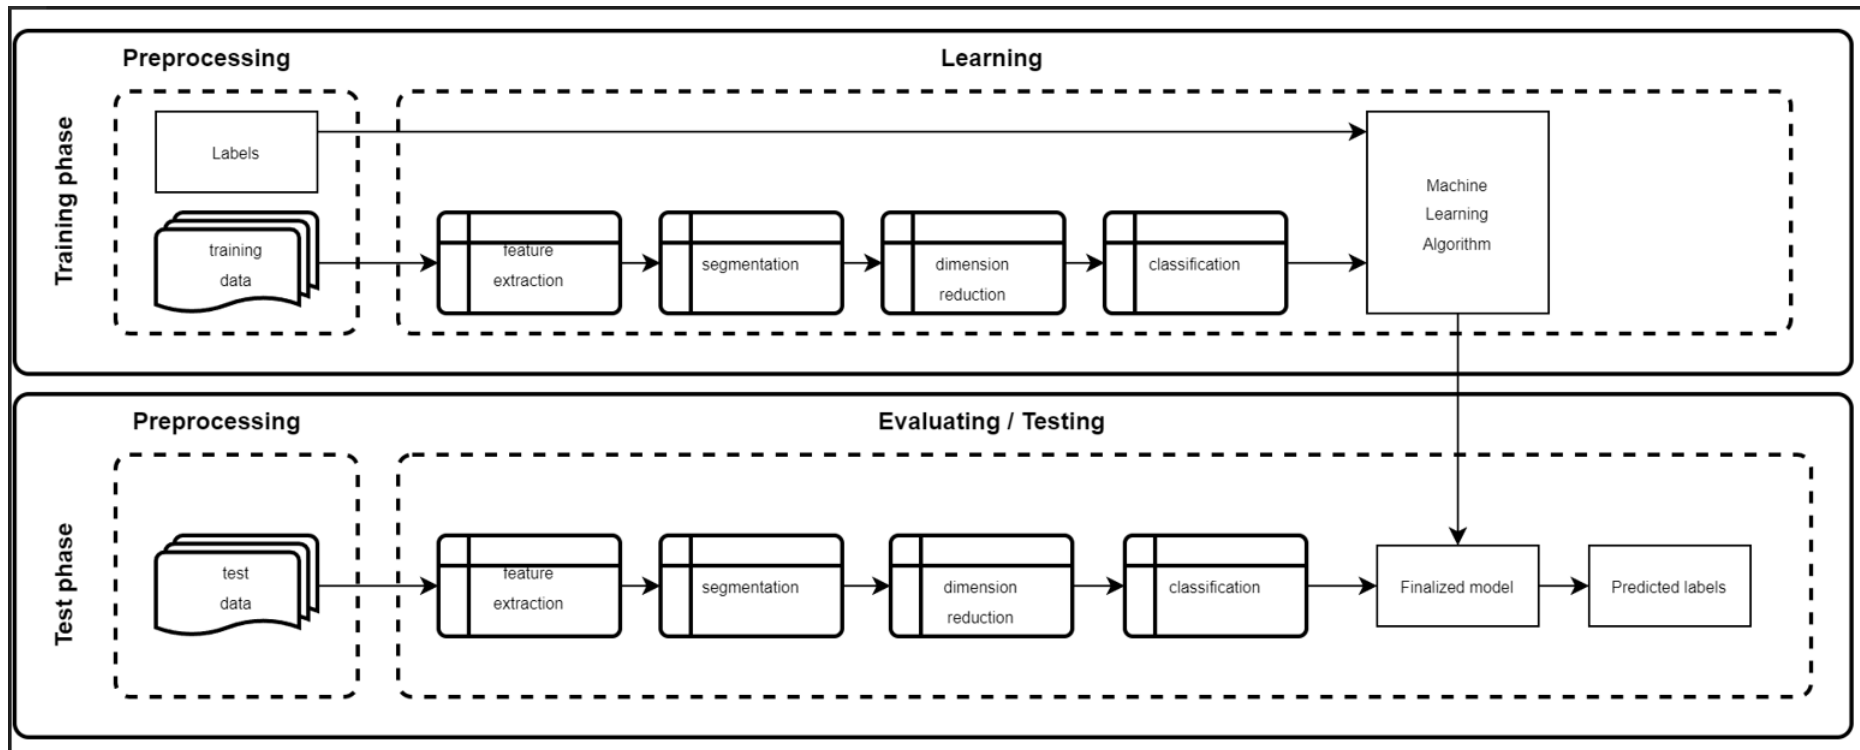 Preprocessing
Learning
Training phase
Labels
training
data
feature
extraction
segmentation
dimension
reduction
classification
Machine
Learning
Algorithm
Preprocessing
Evaluating / Testing
Test phase
test
data
feature
extraction
segmentation
dimension
reduction
classification
Finalized model
Predicted labels